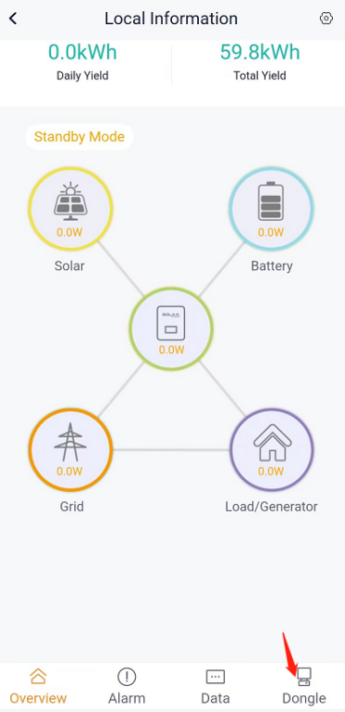 Local Information
0.0kWh 59.8kWh
Daily Yield Total Yield
Standby Mode
0.0W 0.0W
Solar Battery
0.0W
0.0W 0.0W
Grid Load/Generator
Overview Alarm Data Dongle